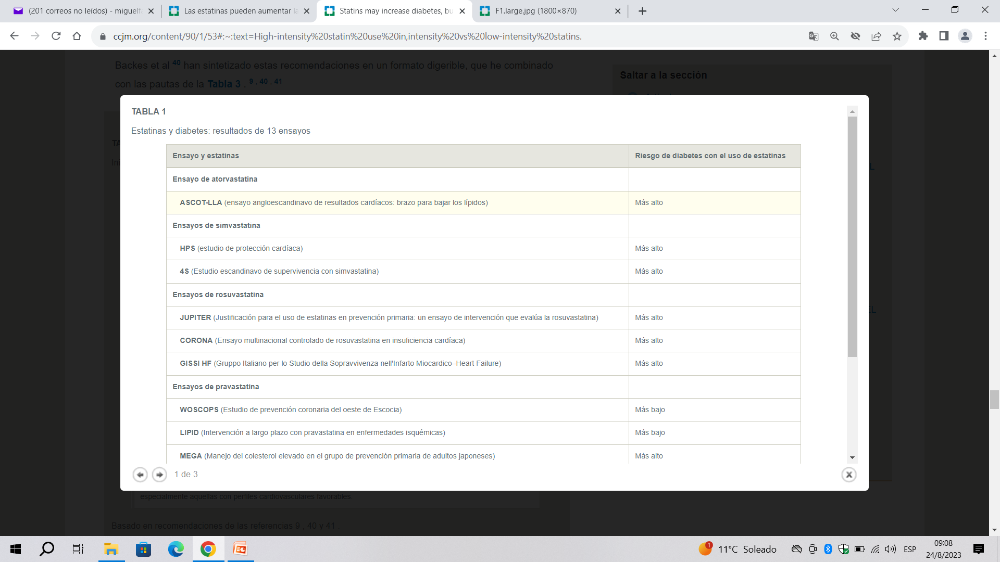 (201 correos no leídos) - miguelfa
Las estatinas pueden aumentar la
Statins may increase diabetes, bu
F1.large.jpg (1800×870)
ccjm.org/content/90/1/53#:~:text=High-intensity%20statin%20use%20in,intensity%20vs%20low-intensity%20statins.
Backes et al 40 han sintetizado estas recomendaciones en un formato digerible, que he combinado
con las pautas de la Tabla 3 . 9 , 40 , 41
Saltar a la sección
TABLA 1
Estatinas y diabetes: resultados de 13 ensayos
Ensayo y estatinas Riesgo de diabetes con el uso de estatinas
Ensayo de atorvastatina
ASCOT-LLA (ensayo angloescandinavo de resultados cardíacos: brazo para bajar los lípidos) Más alto
Ensayos de simvastatina
HPS (estudio de protección cardíaca) Más alto
4S (Estudio escandinavo de supervivencia con simvastatina) Más alto
Ensayos de rosuvastatina
JUPITER (Justificación para el uso de estatinas en prevención primaria: un ensayo de intervención que evalúa la rosuvastatina) Más alto
CORONA (Ensayo multinacional controlado de rosuvastatina en insuficiencia cardíaca) Más alto
GISSI HF (Gruppo Italiano per lo Studio della Sopravvivenza nell'Infarto Miocardico–Heart Failure) Más alto
Ensayos de pravastatina
WOSCOPS (Estudio de prevención coronaria del oeste de Escocia) Más bajo
LIPID (Intervención a largo plazo con pravastatina en enfermedades isquémicas) Más bajo
MEGA (Manejo del colesterol elevado en el grupo de prevención primaria de adultos japoneses) Más alto
1 de 3
especialmente aquellas con perfiles cardiovasculares favorables.
Basado en recomendaciones de las referencias 9 , 40 y 41 .
1
11°C Soleado
ESP
09:08
24/8/2023